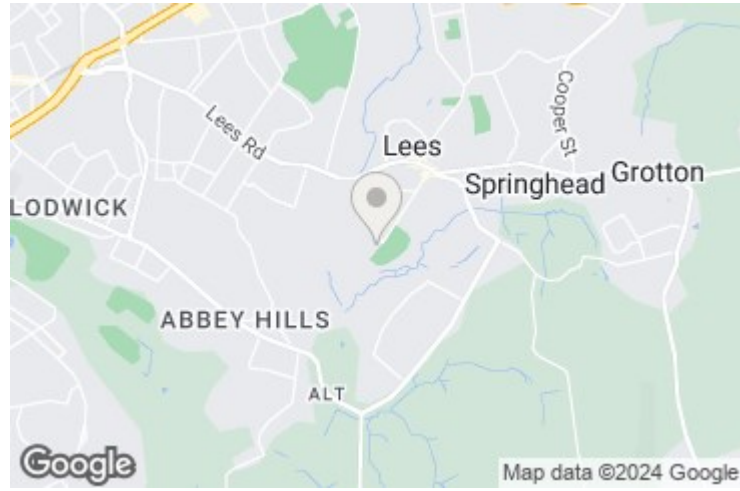 Lees Rd
Lees
Cooper St
Springhead
Grotton
LODWICK
ABBEY HILLS
ALT
Google
Map data ©2024 Google